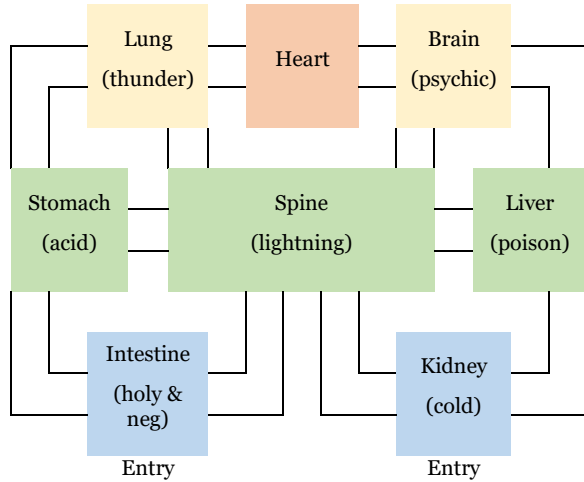 Lung
(thunder)
Heart
Brain
(psychic)
Stomach
(acid)
Spine
(lightning)
Liver
(poison)
Intestine
(holy &
neg)
Kidney
(cold)
Entry
Entry